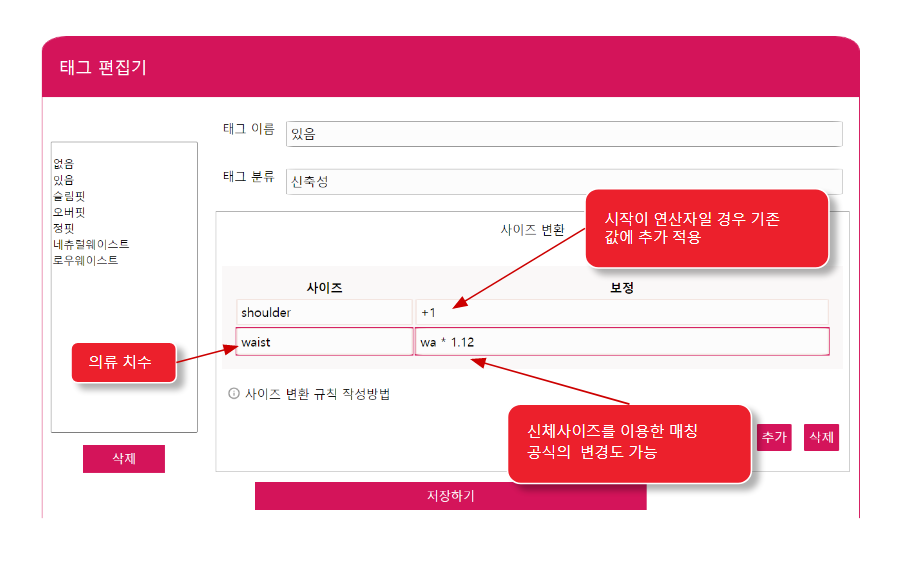 태그 편집기
태그 이름
있음
태그 분류
신축성
없음
있음
슬림핏
오버핏
정핏
네츄럴웨이스트
로우웨이스트
삭제
사이즈 변환
시작이 연산자일 경우 기존
값에 추가 적용
사이즈 보정
shoulder +1
waist wa * 1.12
의류 치수
사이즈 변환 규칙 작성방법
신체사이즈를 이용한 매칭
공식의 변경도 가능
추가 삭제
저장하기